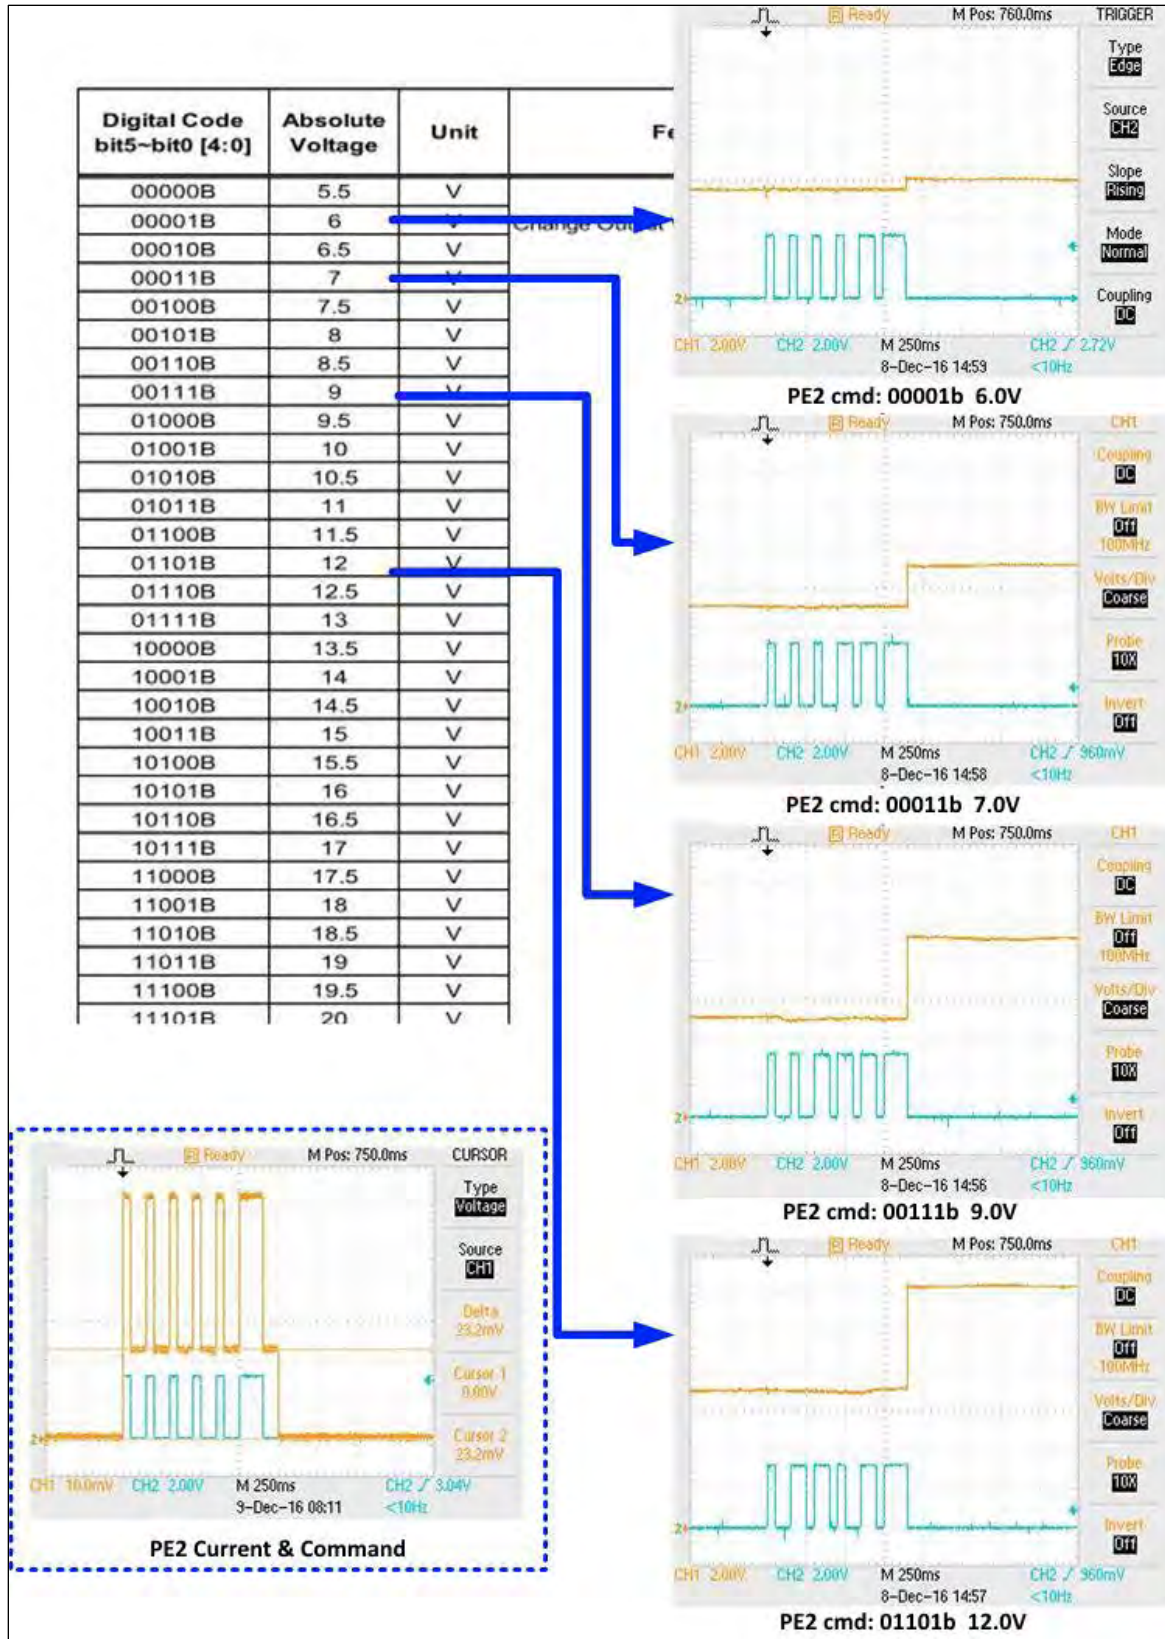 Digital Code bit5~bit0 [4:0] Absolute Voltage Unit Fe
00000B 5.5 V
00001B 6 V
00010B 6.5 V
00011B 7 V
00100B 7.5 V
00101B 8 V
00110B 8.5 V
00111B 9 V
01000B 9.5 V
01001B 10 V
01010B 10.5 V
01011B 11 V
01100B 11.5 V
01101B 12 V
01110B 12.5 V
01111B 13 V
10000B 13.5 V
10001B 14 V
10010B 14.5 V
10011B 15 V
10100B 15.5 V
10101B 16 V
10110B 16.5 V
10111B 17 V
11000B 17.5 V
11001B 18 V
11010B 18.5 V
11011B 19 V
11100B 19.5 V
11101B 20 V
Change Output
Ready M Pos: 760.0ms TRIGGER
Type
Edge
Source
CH2
Slope
Rising
Mode
Normal
Coupling
DC
2
CH1 2.00V CH2 2.00V M 250ms CH2 2.72V
8-Dec-16 14:59 <10Hz
PE2 cmd: 00001b 6.0V
Ready M Pos: 750.0ms CH1
Coupling
DC
BW Limit
Off
100MHz
Volts/Div
Coarse
Probe
10X
Invert
Off
2
CH1 2.00V CH2 2.00V M 250ms CH2 960mV
8-Dec-16 14:58 <10Hz
PE2 cmd: 00011b 7.0V
Ready M Pos: 750.0ms CH1
Coupling
DC
BW Limit
Off
100MHz
Volts/Div
Coarse
Probe
10X
Invert
Off
2
CH1 2.00V CH2 2.00V M 250ms CH2 960mV
8-Dec-16 14:56 <10Hz
PE2 cmd: 00111b 9.0V
Ready M Pos: 750.0ms CH1
Coupling
DC
BW Limit
Off
100MHz
Volts/Div
Coarse
Probe
10X
Invert
Off
2
CH1 2.00V CH2 2.00V M 250ms CH2 960mV
8-Dec-16 14:57 <10Hz
PE2 cmd: 01101b 12.0V
Ready M Pos: 750.0ms CURSOR
Type
Voltage
Source
CH1
Delta
23.2mV
Cursor 1
0.00V
Cursor 2
23.2mV
2
CH1 10.0mV CH2 2.00V M 250ms CH2 3.04V
9-Dec-16 08:11 <10Hz
PE2 Current & Command